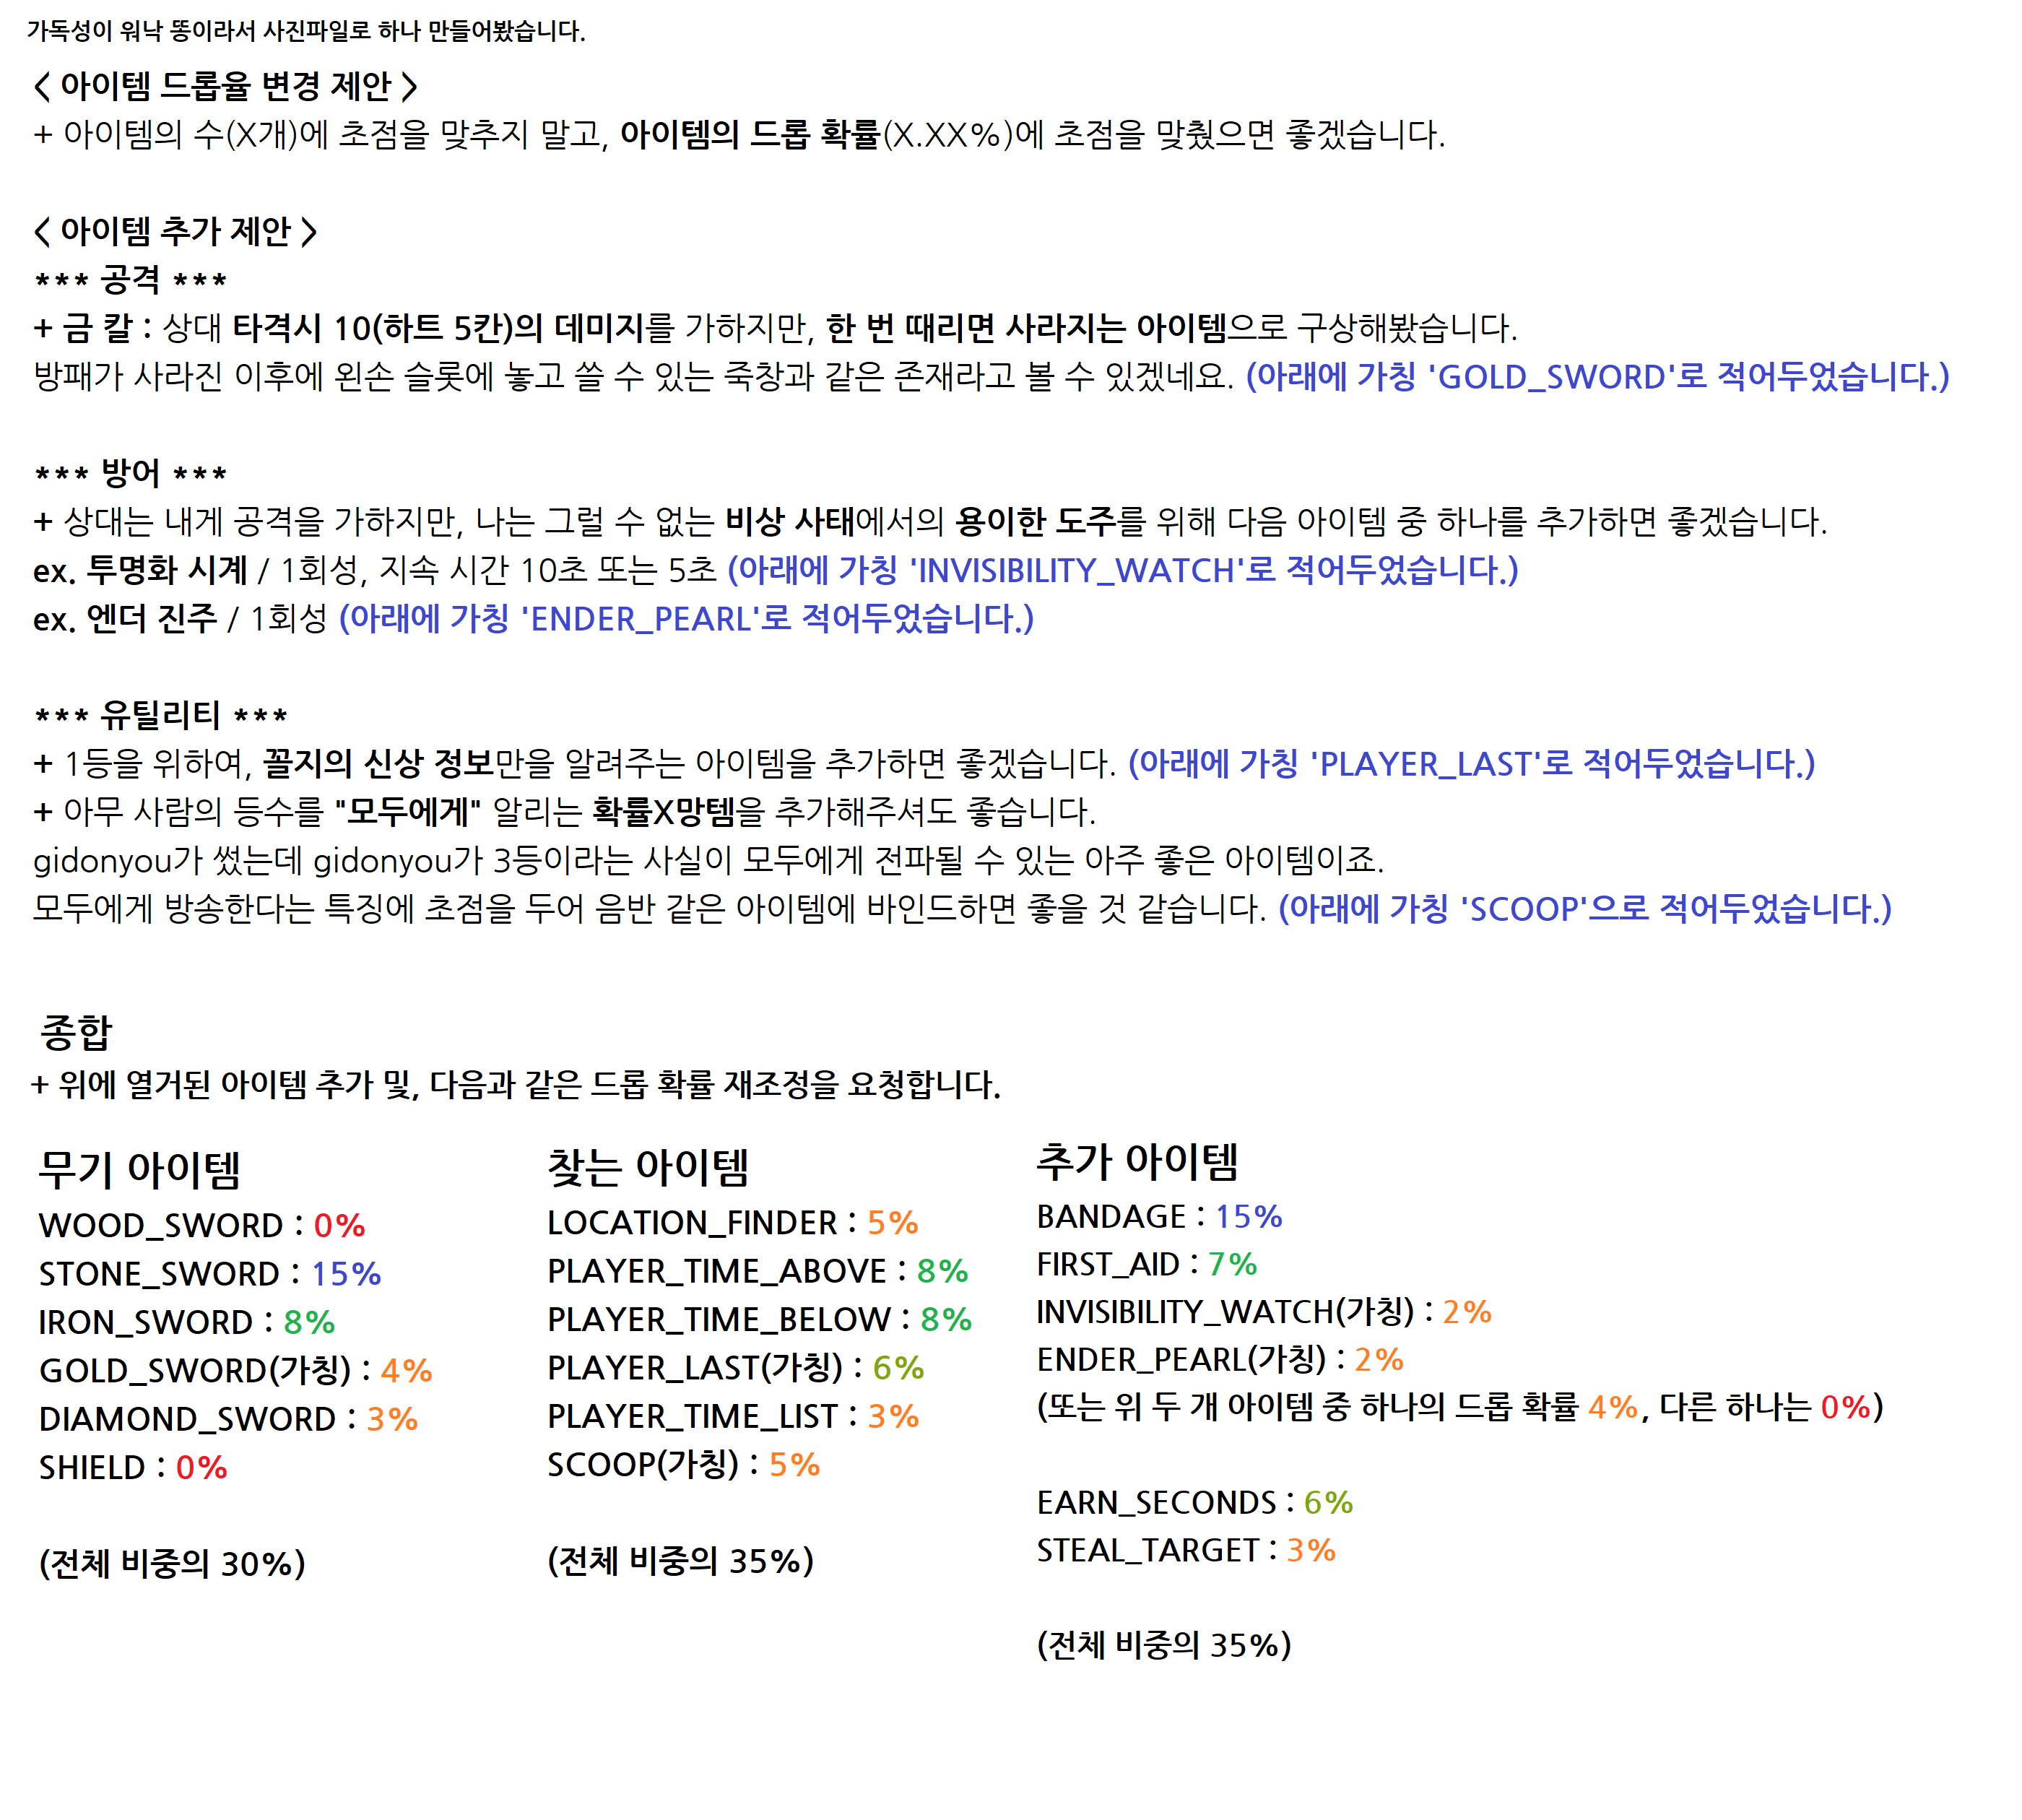 가독성이 워낙 똥이라서 사진파일로 하나 만들어봤습니다.
< 아이템 드롭율 변경 제안 >
+ 아이템의 수(X개)에 초점을 맞추지 말고, 아이템의 드롭 확률(X.XX%)에 초점을 맞췄으면 좋겠습니다.
< 아이템 추가 제안 >
*** 공격 ***
+ 금 칼 : 상대 타격시 10(하트 5칸)의 데미지를 가하지만, 한 번 때리면 사라지는 아이템으로 구상해봤습니다.
방패가 사라진 이후에 왼손 슬롯에 놓고 쓸 수 있는 죽창과 같은 존재라고 볼 수 있겠네요. (아래에 가칭 'GOLD_SWORD'로 적어두었습니다.)
*** 방어 ***
+ 상대는 내게 공격을 가하지만, 나는 그럴 수 없는 비상 사태에서의 용이한 도주를 위해 다음 아이템 중 하나를 추가하면 좋겠습니다.
ex. 투명화 시계 / 1회성, 지속 시간 10초 또는 5초 (아래에 가칭 'INVISIBILITY_WATCH'로 적어두었습니다.)
ex. 엔더 진주 / 1회성 (아래에 가칭 'ENDER_PEARL'로 적어두었습니다.)
*** 유틸리티 ***
+ 1등을 위하여, 꼴지의 신상 정보만을 알려주는 아이템을 추가하면 좋겠습니다. (아래에 가칭 'PLAYER_LAST'로 적어두었습니다.)
+ 아무 사람의 등수를 "모두에게" 알리는 확률X망템을 추가해주셔도 좋습니다.
gidonyou가 썼는데 gidonyou가 3등이라는 사실이 모두에게 전파될 수 있는 아주 좋은 아이템이죠.
모두에게 방송한다는 특징에 초점을 두어 음반 같은 아이템에 바인드하면 좋을 것 같습니다. (아래에 가칭 'SCOOP'으로 적어두었습니다.)
종합
+ 위에 열거된 아이템 추가 및, 다음과 같은 드롭 확률 재조정을 요청합니다.
무기 아이템
WOOD_SWORD : 0%
STONE_SWORD : 15%
IRON_SWORD : 8%
GOLD_SWORD(가칭) : 4%
DIAMOND_SWORD : 3%
SHIELD : 0%
(전체 비중의 30%)
찾는 아이템
LOCATION_FINDER : 5%
PLAYER_TIME_ABOVE : 8%
PLAYER_TIME_BELOW : 8%
PLAYER_LAST(가칭) : 6%
PLAYER_TIME_LIST : 3%
SCOOP(가칭) : 5%
(전체 비중의 35%)
추가 아이템
BANDAGE : 15%
FIRST_AID : 7%
INVISIBILITY_WATCH(가칭) : 2%
ENDER_PEARL(가칭) : 2%
(또는 위 두 개 아이템 중 하나의 드롭 확률 4%, 다른 하나는 0%)
EARN_SECONDS : 6%
STEAL_TARGET : 3%
(전체 비중의 35%)